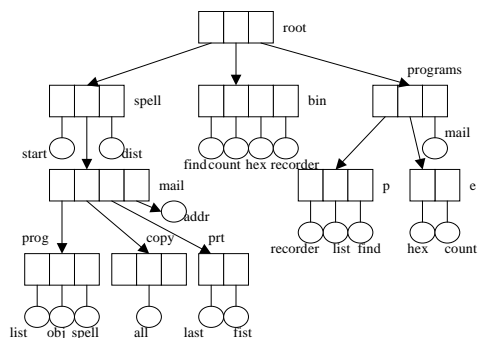 root
programs
spell
bin
mail
start
dist
find count hex recorder
mail
p
e
addr
prog
copy
prt
recorder
list
find
hex
count
list
obj
spell
all
last
fist